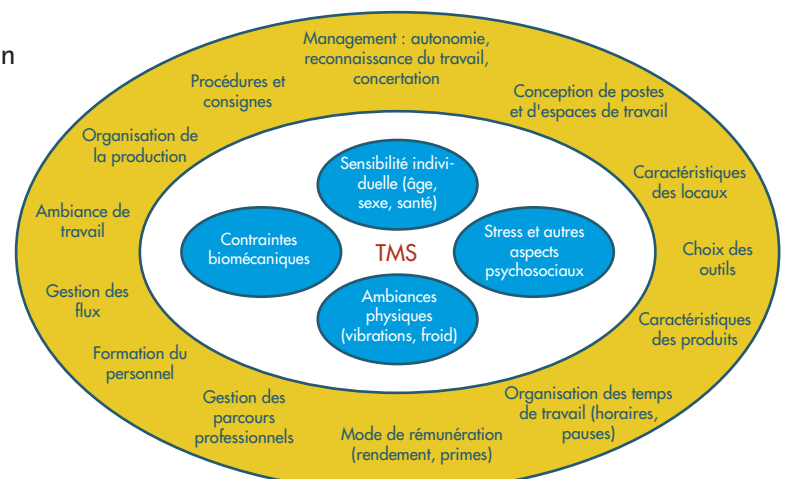 n
Management : autonomie,
reconnaissance du travail,
concertation
Procédures et
consignes
Conception de postes
et d'espaces de travail
Organisation de
la production
Sensibilité indivi-
duelle (âge,
sexe, santé)
Caractéristiques
des locaux
Ambiance de
travail
Contraintes
biomécaniques
TMS
Stress et autres
aspects
psychosociaux
Choix des
outils
Gestion des
flux
Ambiances
physiques
(vibrations, froid)
Caractéristiques
des produits
Formation du
personnel
Gestion des
parcours
professionnels
Mode de rémunération
(rendement, primes)
Organisation des temps
de travail (horaires,
pauses)